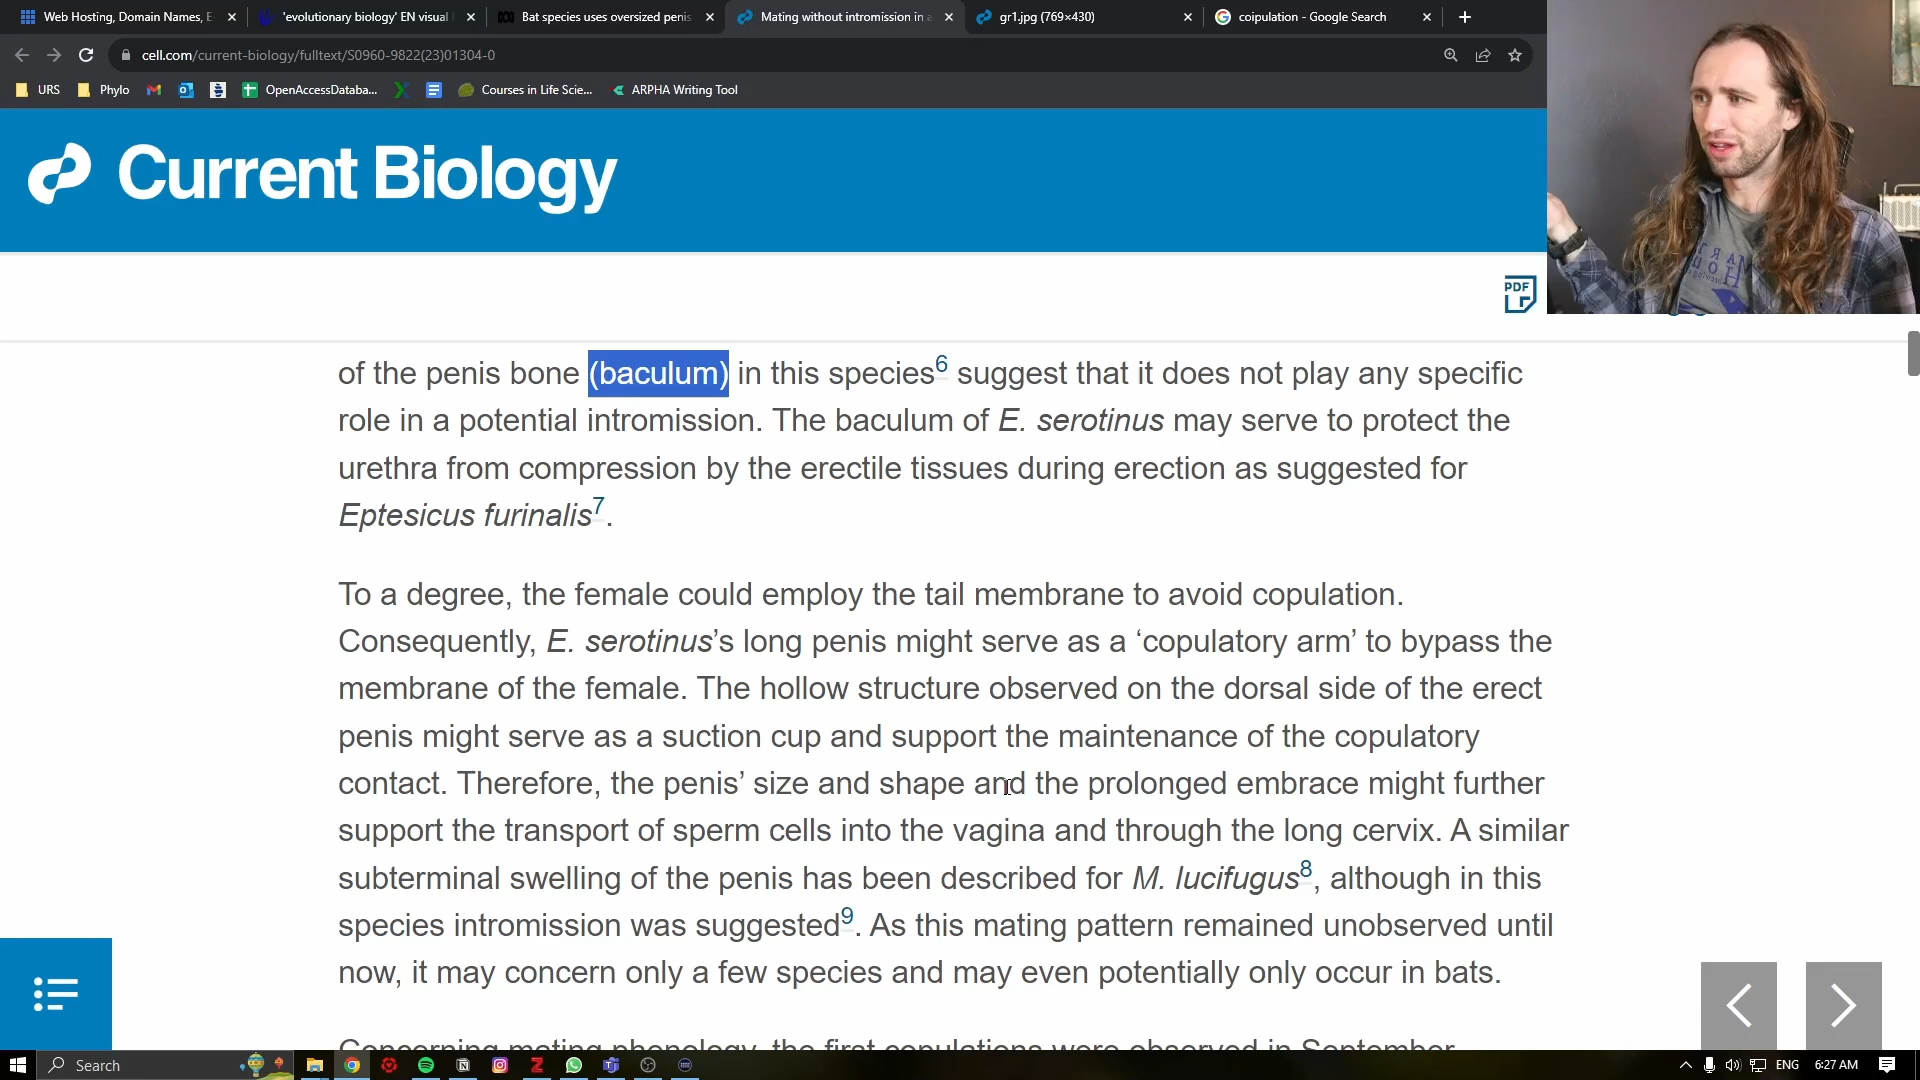 Web Hosting, Domain Names, E
'evolutionary biology' EN visual
Bat species uses oversized penis
Mating without intromission in a
gr1.jpg (769×430)
coipulation - Google Search
cell.com/current-biology/fulltext/S0960-9822(23)01304-0
URS
Phylo
OpenAccessDataba...
Courses in Life Scie...
ARPHA Writing Tool
Current Biology
PDF
of the penis bone (baculum) in this species6 suggest that it does not play any specific
role in a potential intromission. The baculum of E. serotinus may serve to protect the
urethra from compression by the erectile tissues during erection as suggested for
Eptesicus furinalis7.
To a degree, the female could employ the tail membrane to avoid copulation.
Consequently, E. serotinus’s long penis might serve as a ‘copulatory arm’ to bypass the
membrane of the female. The hollow structure observed on the dorsal side of the erect
penis might serve as a suction cup and support the maintenance of the copulatory
contact. Therefore, the penis’ size and shape and the prolonged embrace might further
support the transport of sperm cells into the vagina and through the long cervix. A similar
subterminal swelling of the penis has been described for M. lucifugus8, although in this
species intromission was suggested9. As this mating pattern remained unobserved until
now, it may concern only a few species and may even potentially only occur in bats.
Concerning mating phenology, the first copulations were observed in September
Search
ENG
6:27 AM